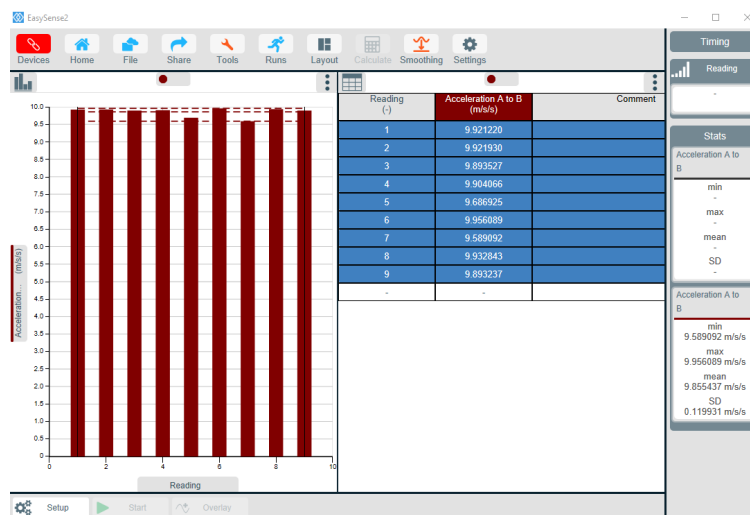 EasySense2
Devices Home File Share Tools Runs Layout Calculate Smoothing Settings
Timing
Reading
-
Stats
Acceleration A to
B
min
-
max
-
mean
-
SD
-
Acceleration A to
B
min
9.589092 m/s/s
max
9.956089 m/s/s
mean
9.855437 m/s/s
SD
0.119931 m/s/s
Acceleration... (m/s/s)
10.0
9.5
9.0
8.5
8.0
7.5
7.0
6.5
6.0
5.5
5.0
4.5
4.0
3.5
3.0
2.5
2.0
1.5
1.0
0.5
0
0 2 4 6 8 10
Reading
Reading Acceleration A to B Comment
(-) (m/s/s)
1 9.921220
2 9.921930
3 9.893527
4 9.904066
5 9.686925
6 9.956089
7 9.589092
8 9.932843
9 9.893237
- -
Setup Start Overlay